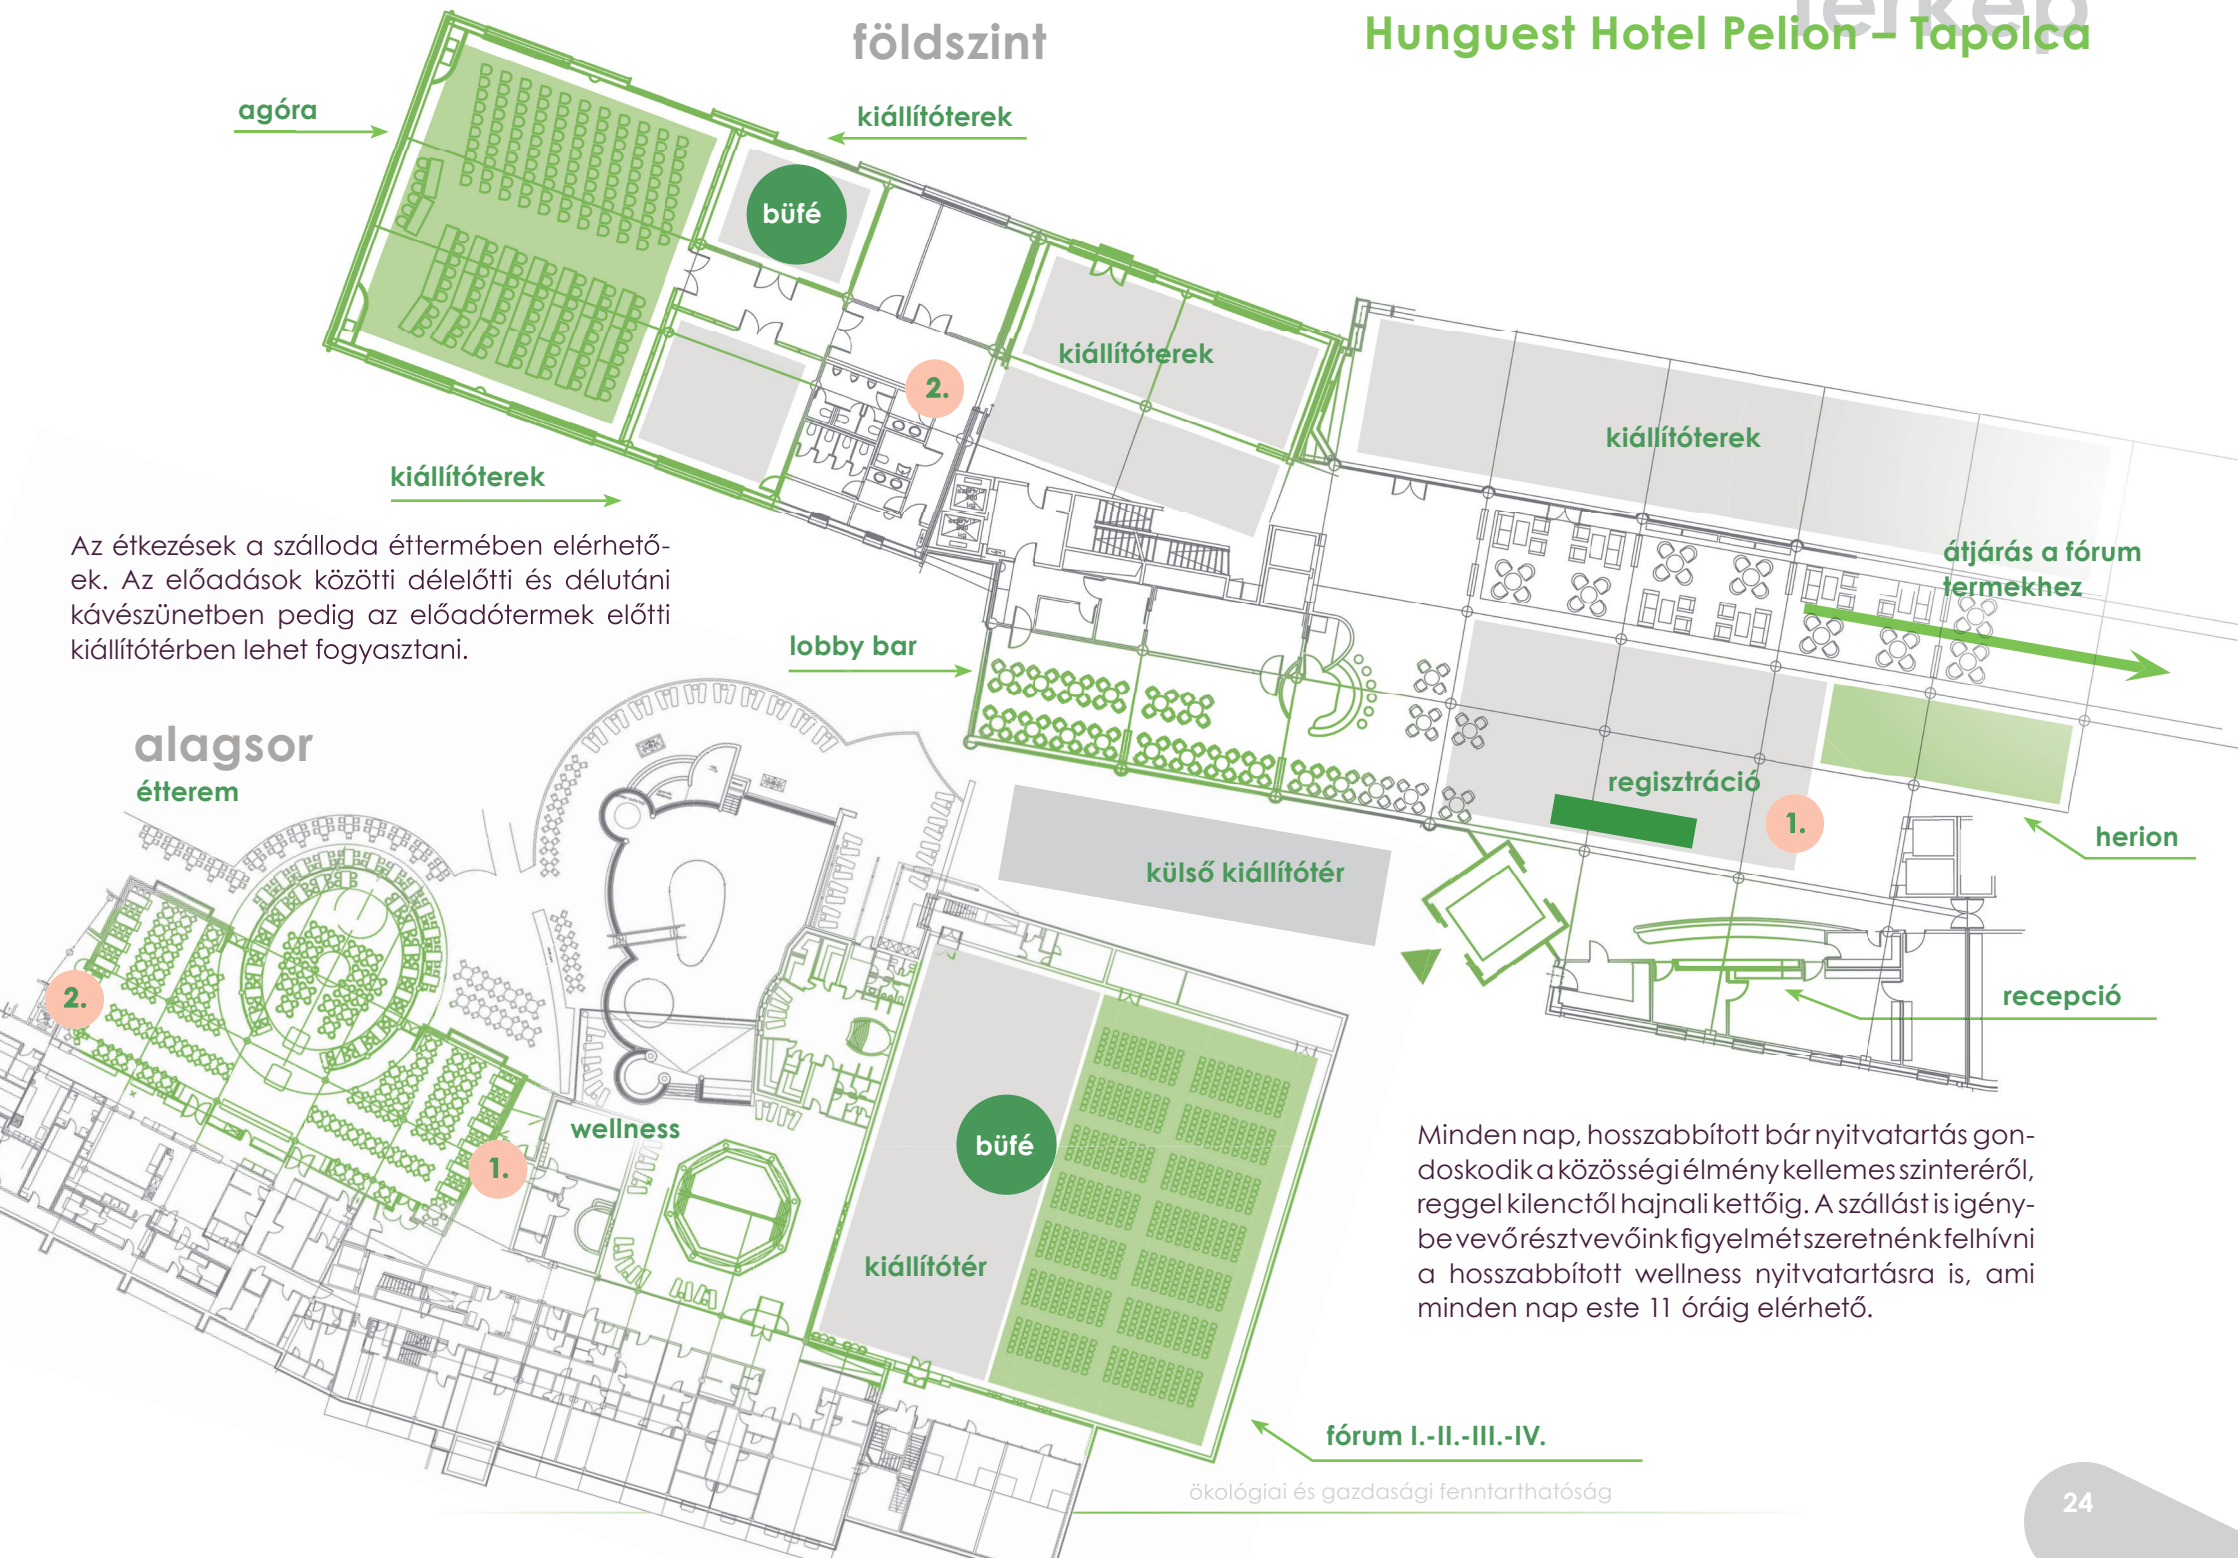 térkép
Hunguest Hotel Pelion – Tapolca
földszint
agóra
kiállítóterek
büfé
kiállítóterek
2.
kiállítóterek
kiállítóterek
átjárás a fórum
termekhez
Az étkezések a szálloda éttermében elérhető-
ek. Az előadások közötti délelőtti és délutáni
kávészünetben pedig az előadótermek előtti
kiállítótérben lehet fogyasztani.
lobby bar
regisztráció
1.
herion
külső kiállítótér
recepció
alagsor
étterem
2.
1.
wellness
büfé
kiállítótér
fórum I.-II.-III.-IV.
Minden nap, hosszabbított bár nyitvatartás gon-
doskodik a közösségi élmény kellemes szinteréről,
reggel kilenctől hajnali kettőig. A szállást is igény-
be vevő résztvevőink figyelmét szeretnénk felhívni
a hosszabbított wellness nyitvatartásra is, ami
minden nap este 11 óráig elérhető.
ökológiai és gazdasági fenntarthatóság
24